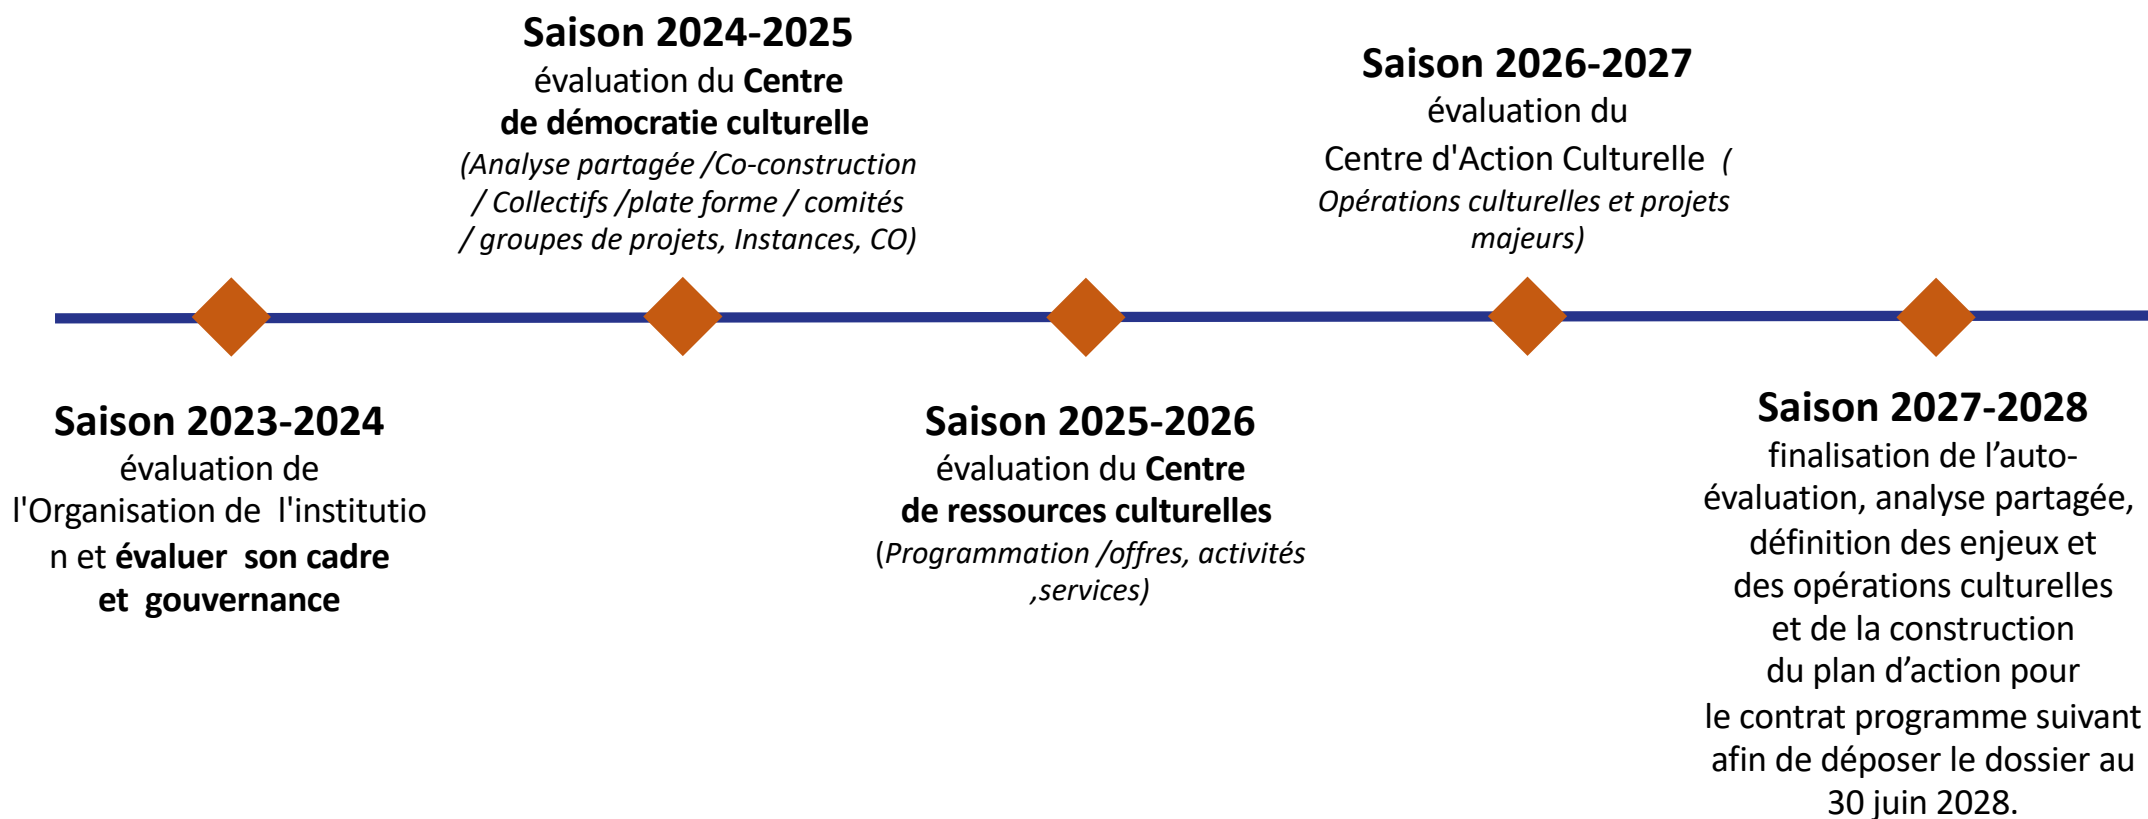 Saison 2024-2025
évaluation du Centre
de démocratie culturelle
(Analyse partagée /Co-construction
/ Collectifs /plate forme / comités
/ groupes de projets, Instances, CO)
Saison 2026-2027
évaluation du
Centre d'Action Culturelle (
Opérations culturelles et projets
majeurs)
Saison 2023-2024
évaluation de
l'Organisation de l'institutio
n et évaluer son cadre
et gouvernance
Saison 2025-2026
évaluation du Centre
de ressources culturelles
(Programmation /offres, activités
,services)
Saison 2027-2028
finalisation de l’auto-
évaluation, analyse partagée,
définition des enjeux et
des opérations culturelles
et de la construction
du plan d’action pour
le contrat programme suivant
afin de déposer le dossier au
30 juin 2028.